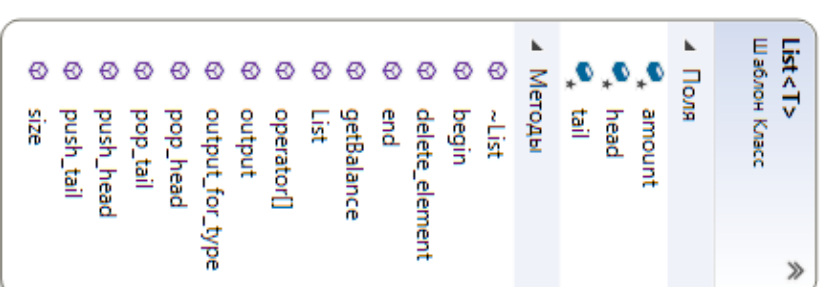 List<T>
Шаблон Класс
Поля
amount
head
tail
Методы
~List
begin
delete_element
end
getBalance
List
operator[]
output
output_for_type
pop_head
pop_tail
push_head
push_tail
size